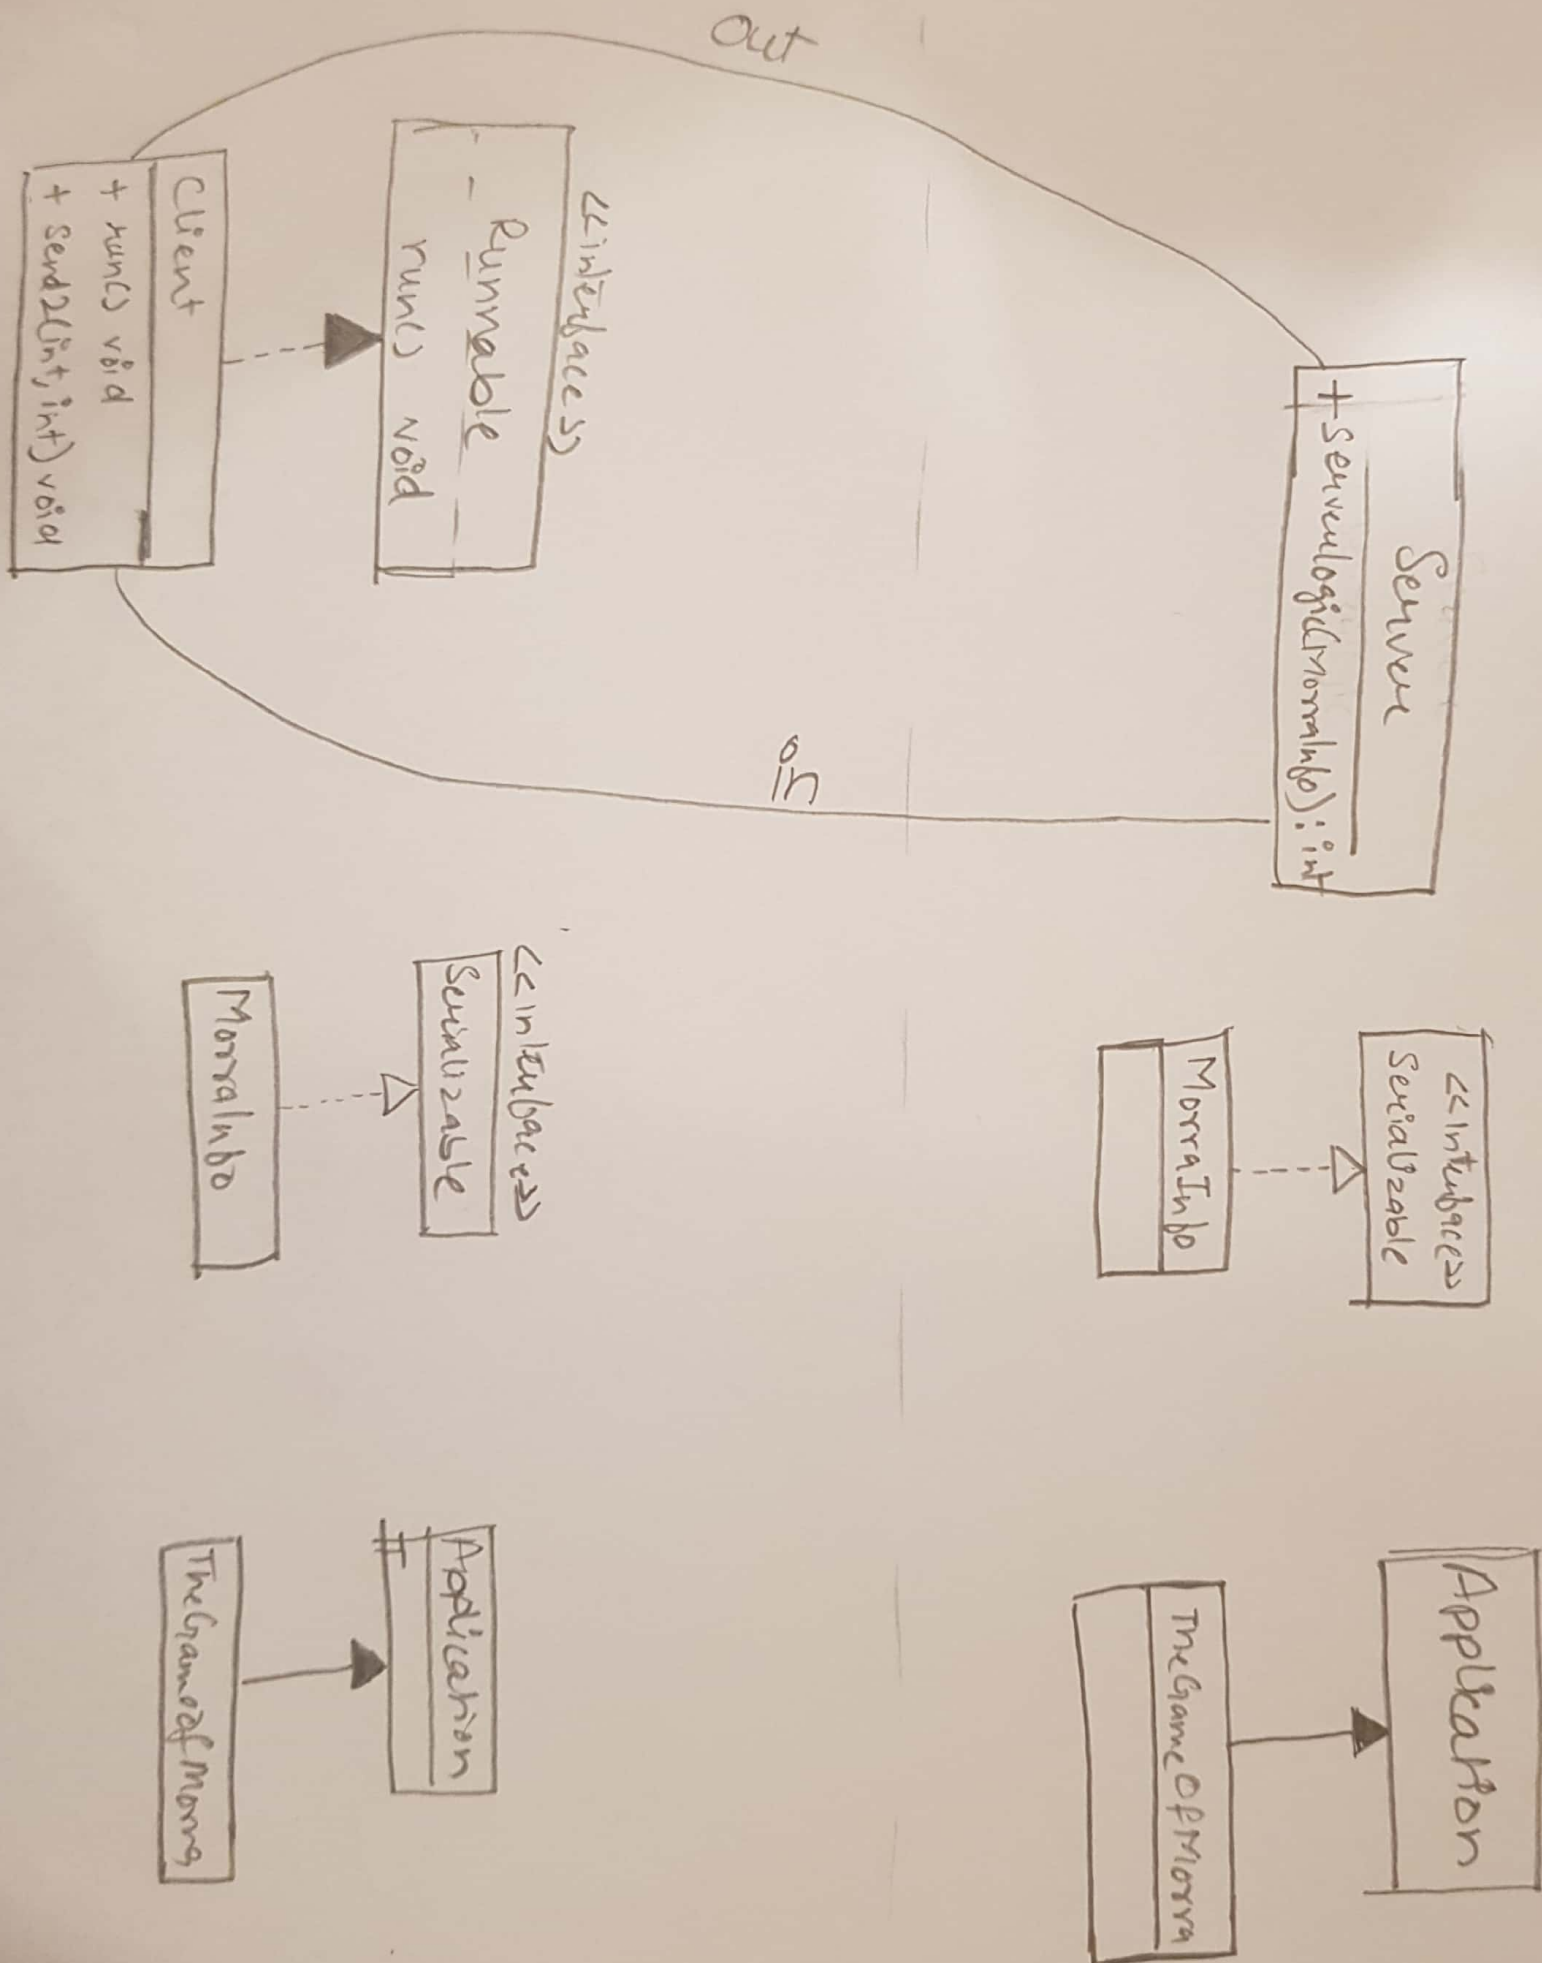 Server
+ serverlogic(MorraInfo): int
<<Interface>>
Serializable
MorraInfo
Application
TheGameOfMorra
Out
in
<<interface>>
Runnable
run() void
Client
+ run() void
+ send2(int, int) void
<<interface>>
Serializable
MorraInfo
Application
TheGameofMorra